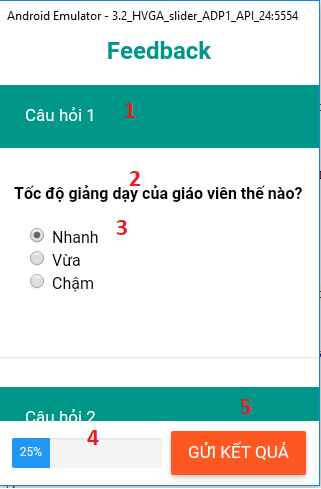 Android Emulator - 3.2_HVGA_slider_ADP1_API_24:5554
Feedback
Câu hỏi 1 1
2
Tốc độ giảng dạy của giáo viên thế nào?
Nhanh 3
Vừa
Chậm
Câu hỏi 2
25% 4
5
GỬI KẾT QUẢ